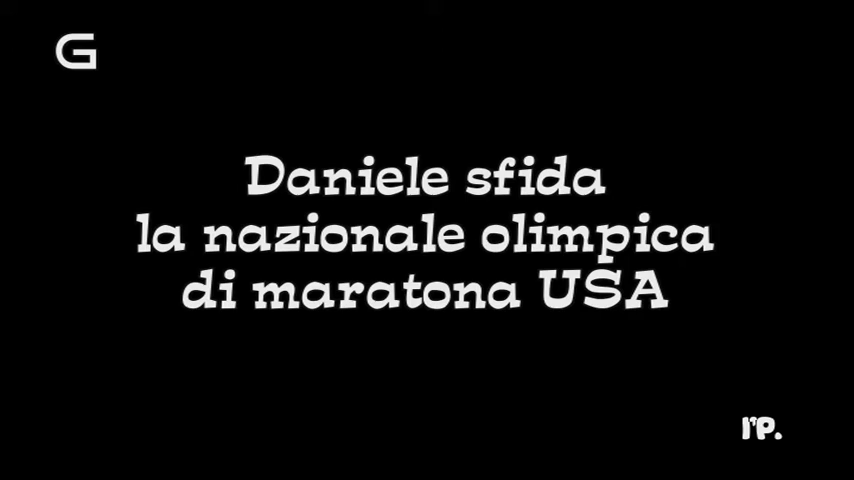 G
Daniele sfida
la nazionale olimpica
di maratona USA
I'P.